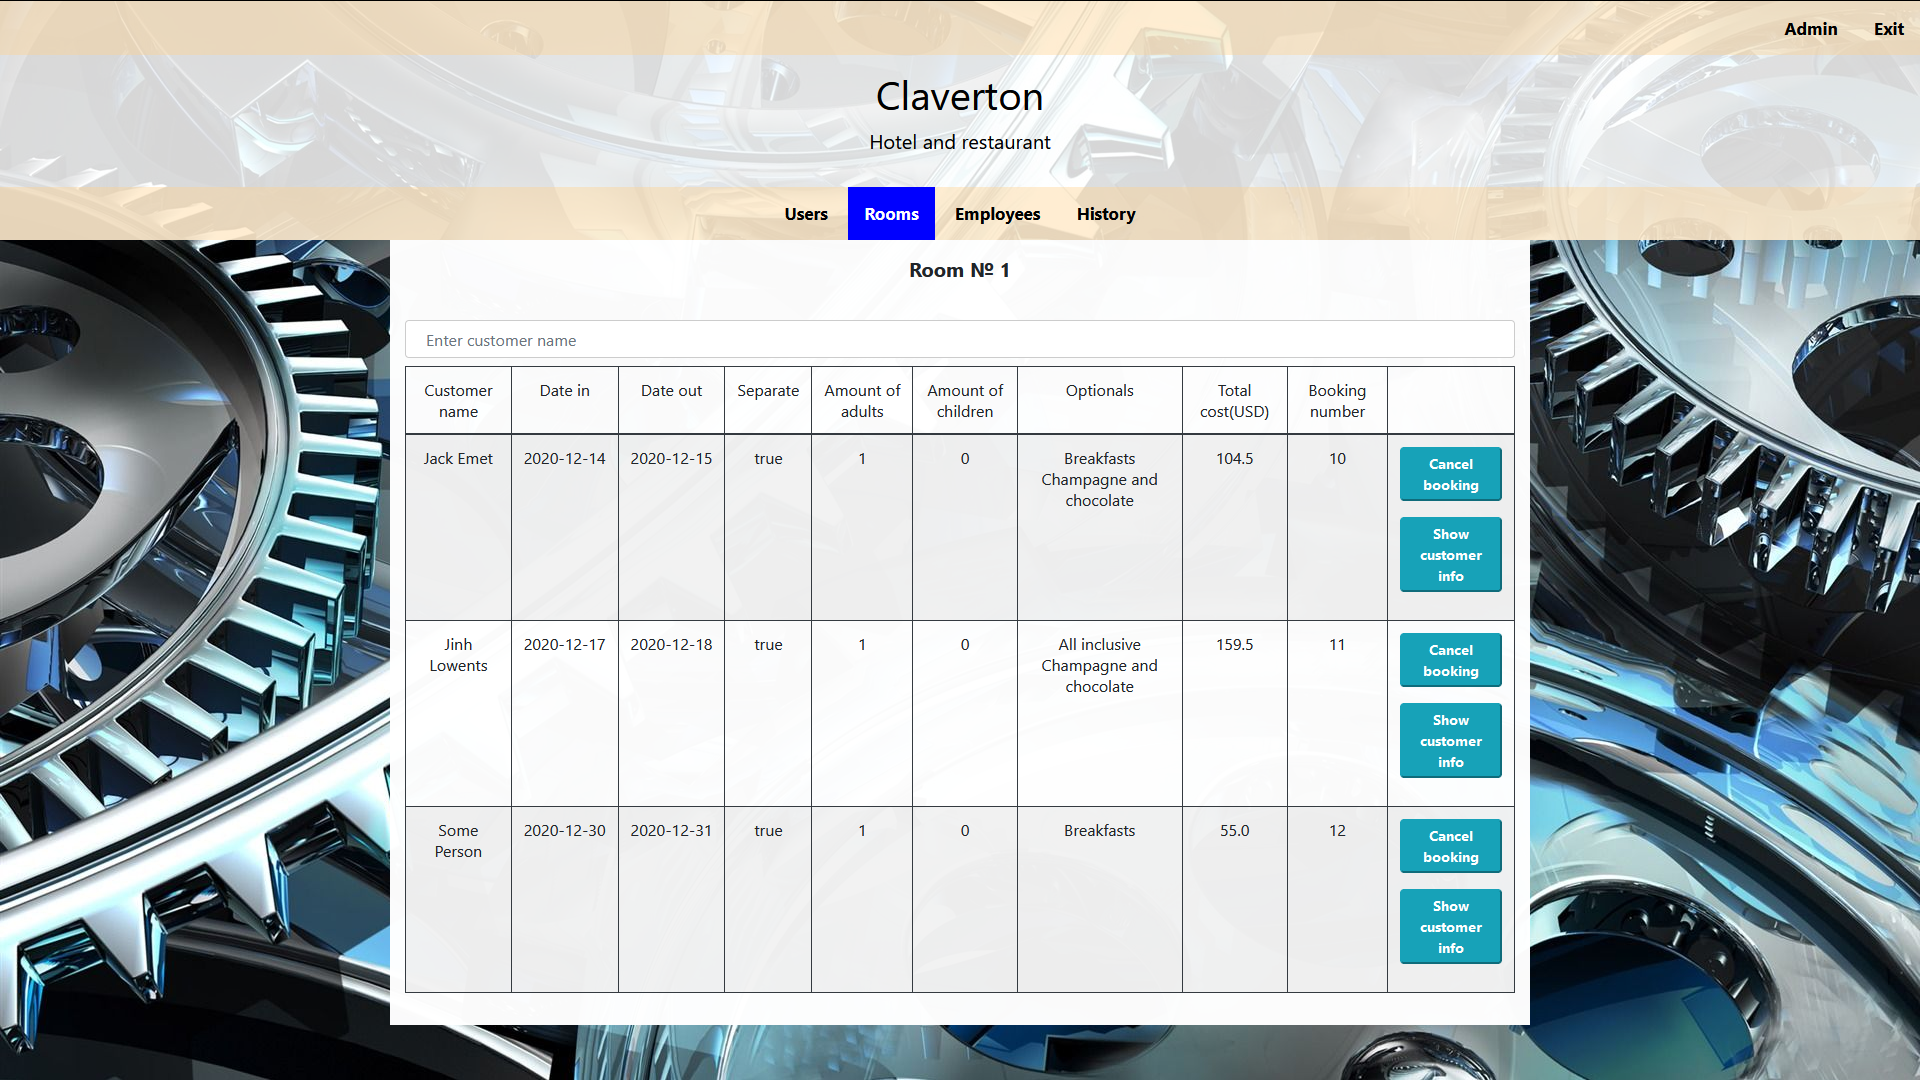 Admin Exit
Claverton
Hotel and restaurant
Users Rooms Employees History
Room № 1
Enter customer name
Customer name Date in Date out Separate Amount of adults Amount of children Optionals Total cost(USD) Booking number
Jack Emet 2020-12-14 2020-12-15 true 1 0 Breakfasts Champagne and chocolate 104.5 10
Cancel booking
Show customer info
Jinh Lowents 2020-12-17 2020-12-18 true 1 0 All inclusive Champagne and chocolate 159.5 11
Cancel booking
Show customer info
Some Person 2020-12-30 2020-12-31 true 1 0 Breakfasts 55.0 12
Cancel booking
Show customer info